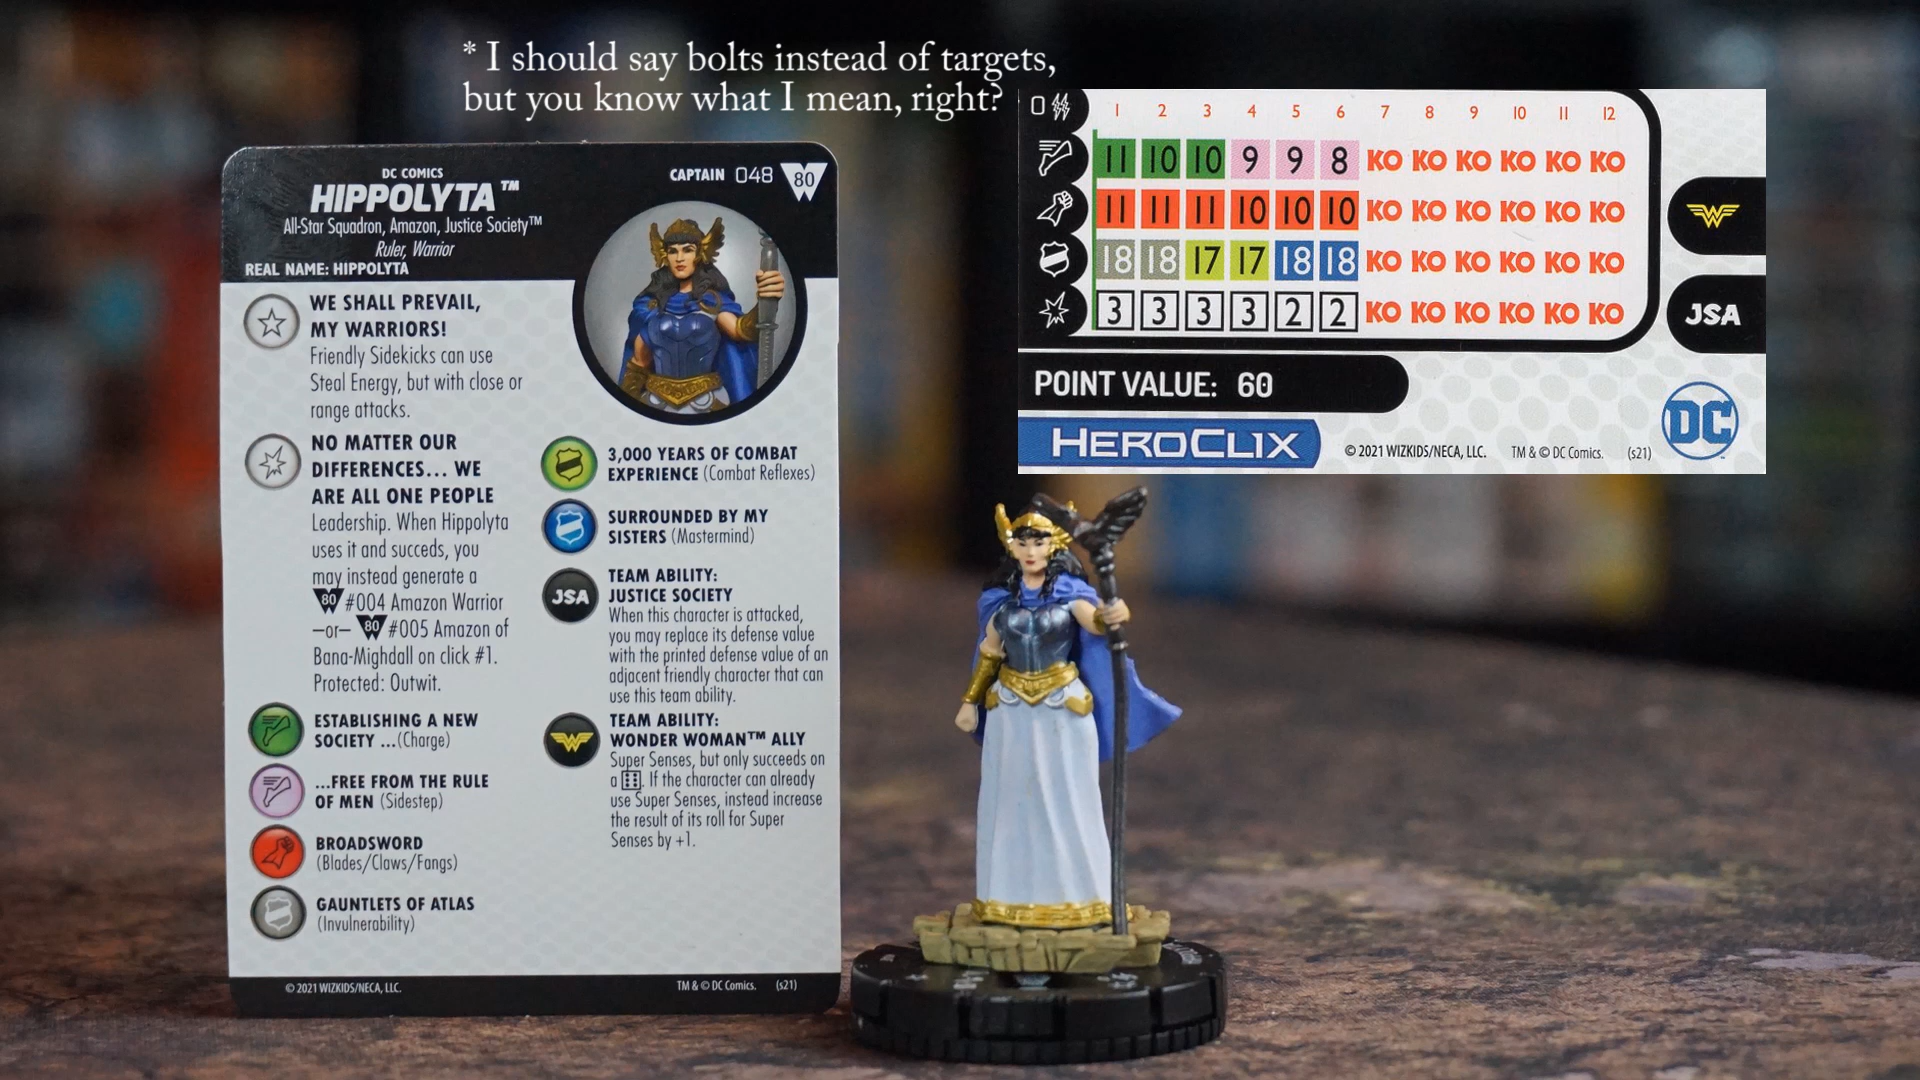 * I should say bolts instead of targets,
but you know what I mean, right?
DC COMICS
HIPPOLYTA™
All-Star Squadron, Amazon, Justice Society™
Ruler, Warrior
REAL NAME: HIPPOLYTA
CAPTAIN 048
80
WE SHALL PREVAIL,
MY WARRIORS!
Friendly Sidekicks can use
Steal Energy, but with close or
range attacks.
NO MATTER OUR
DIFFERENCES... WE
ARE ALL ONE PEOPLE
Leadership. When Hippolyta
uses it and succeds, you
may instead generate a
80 #004 Amazon Warrior
–or– 80 #005 Amazon of
Bana-Mighdall on click #1.
Protected: Outwit.
ESTABLISHING A NEW
SOCIETY ...(Charge)
...FREE FROM THE RULE
OF MEN (Sidestep)
BROADSWORD
(Blades/Claws/Fangs)
GAUNTLETS OF ATLAS
(Invulnerability)
3,000 YEARS OF COMBAT
EXPERIENCE (Combat Reflexes)
SURROUNDED BY MY
SISTERS (Mastermind)
JSA
TEAM ABILITY:
JUSTICE SOCIETY
When this character is attacked,
you may replace its defense value
with the printed defense value of an
adjacent friendly character that can
use this team ability.
TEAM ABILITY:
WONDER WOMAN™ ALLY
Super Senses, but only succeeds on
a ⚅. If the character can already
use Super Senses, instead increase
the result of its roll for Super
Senses by +1.
© 2021 WIZKIDS/NECA, LLC.
TM & © DC Comics. (s21)
0 1 2 3 4 5 6 7 8 9 10 11 12
11 10 10 9 9 8 KO KO KO KO KO KO
11 11 11 10 10 10 KO KO KO KO KO KO
18 18 17 17 18 18 KO KO KO KO KO KO
3 3 3 3 2 2 KO KO KO KO KO KO
JSA
POINT VALUE: 60
HEROCLIX
© 2021 WIZKIDS/NECA, LLC. TM & © DC Comics. (s21)
DC